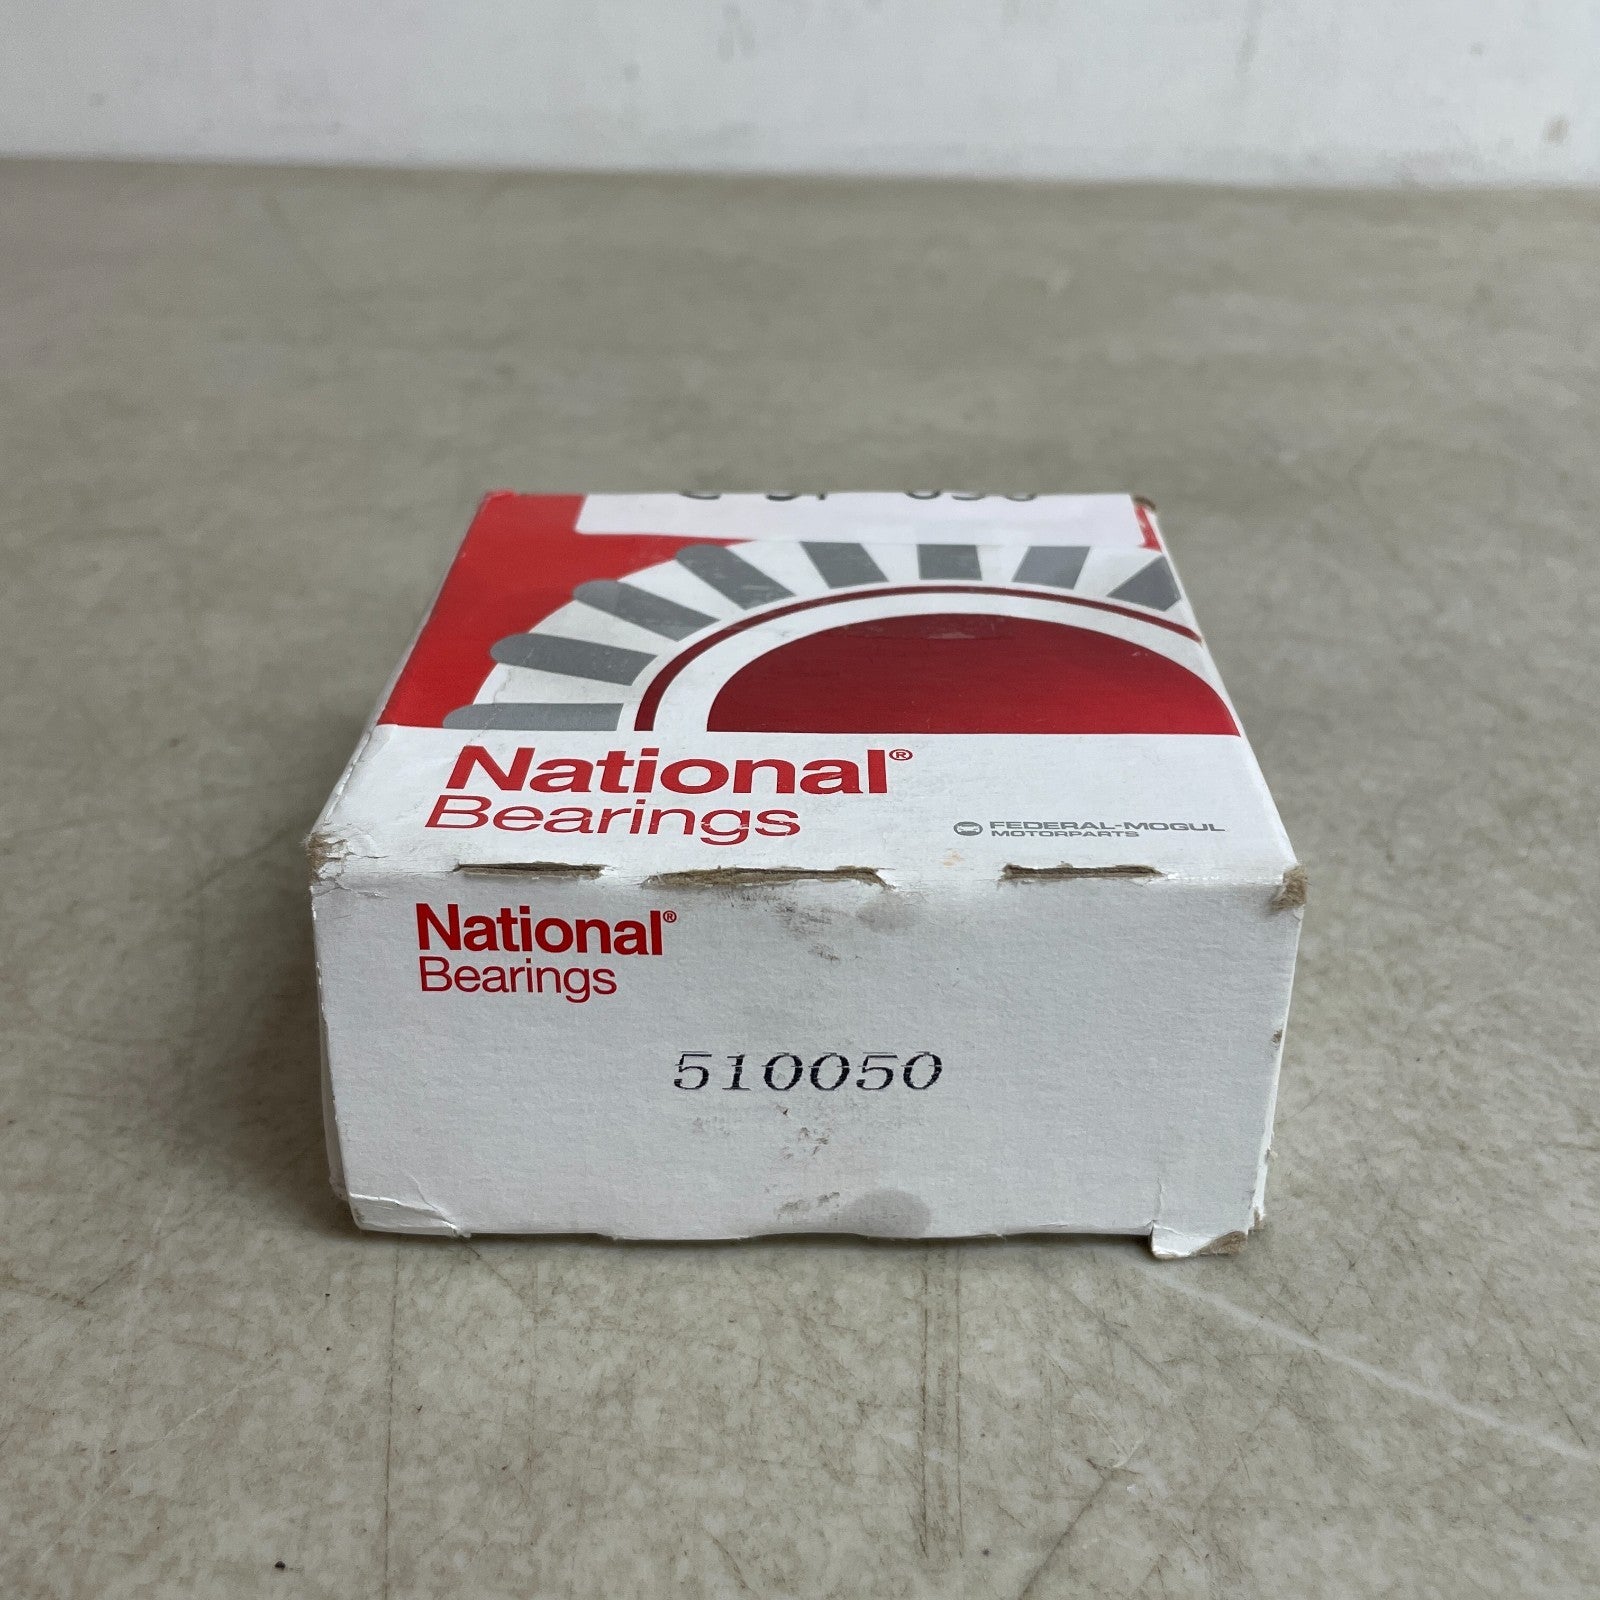 National®
Bearings
FEDERAL-MOGUL
MOTORPARTS
National®
Bearings
510050